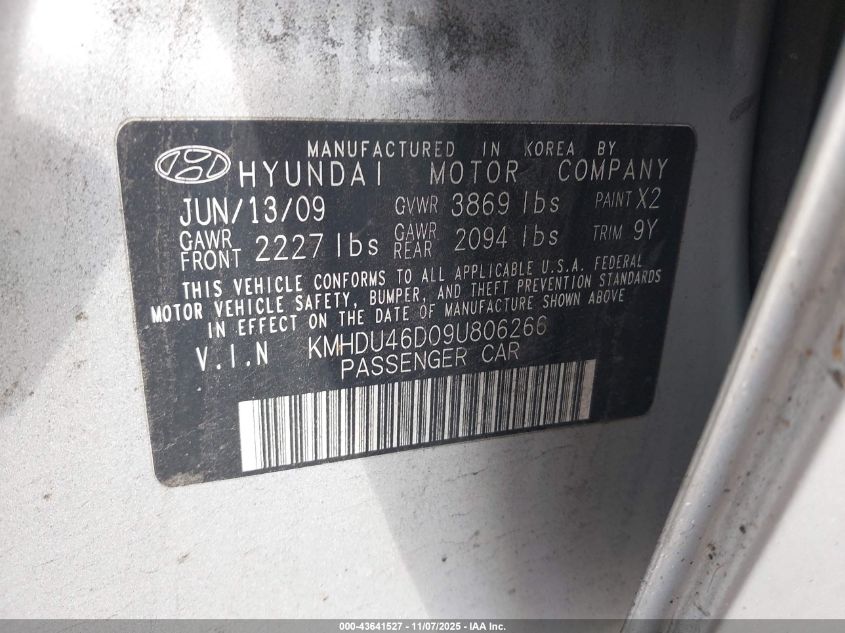 MANUFACTURED IN KOREA BY
HYUNDAI MOTOR COMPANY
JUN/13/09 GVWR 3869 lbs PAINT X2
GAWR FRONT 2227 lbs GAWR REAR 2094 lbs TRIM 9Y
THIS VEHICLE CONFORMS TO ALL APPLICABLE U.S.A. FEDERAL
MOTOR VEHICLE SAFETY, BUMPER, AND THEFT PREVENTION STANDARDS
IN EFFECT ON THE DATE OF MANUFACTURE SHOWN ABOVE
V.I.N KMHDU46D09U806266
PASSENGER CAR
000-43641527 - 11/07/2025 - IAA Inc.